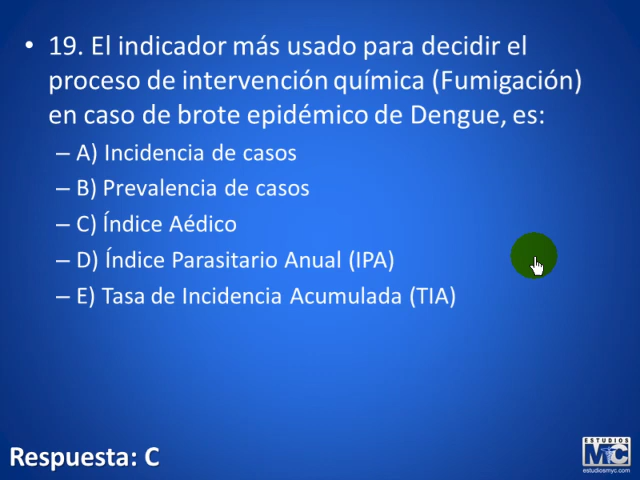 • 19. El indicador más usado para decidir el
proceso de intervención química (Fumigación)
en caso de brote epidémico de Dengue, es:
– A) Incidencia de casos
– B) Prevalencia de casos
– C) Índice Aédico
– D) Índice Parasitario Anual (IPA)
– E) Tasa de Incidencia Acumulada (TIA)
Respuesta: C
ESTUDIOS
MyC
estudiosmyc.com